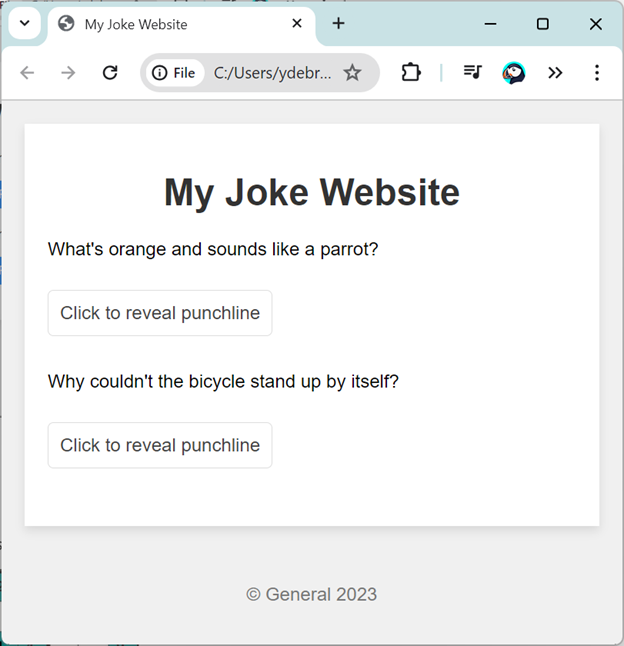 My Joke Website
File C:/Users/ydebr...
My Joke Website
What's orange and sounds like a parrot?
Click to reveal punchline
Why couldn't the bicycle stand up by itself?
Click to reveal punchline
© General 2023